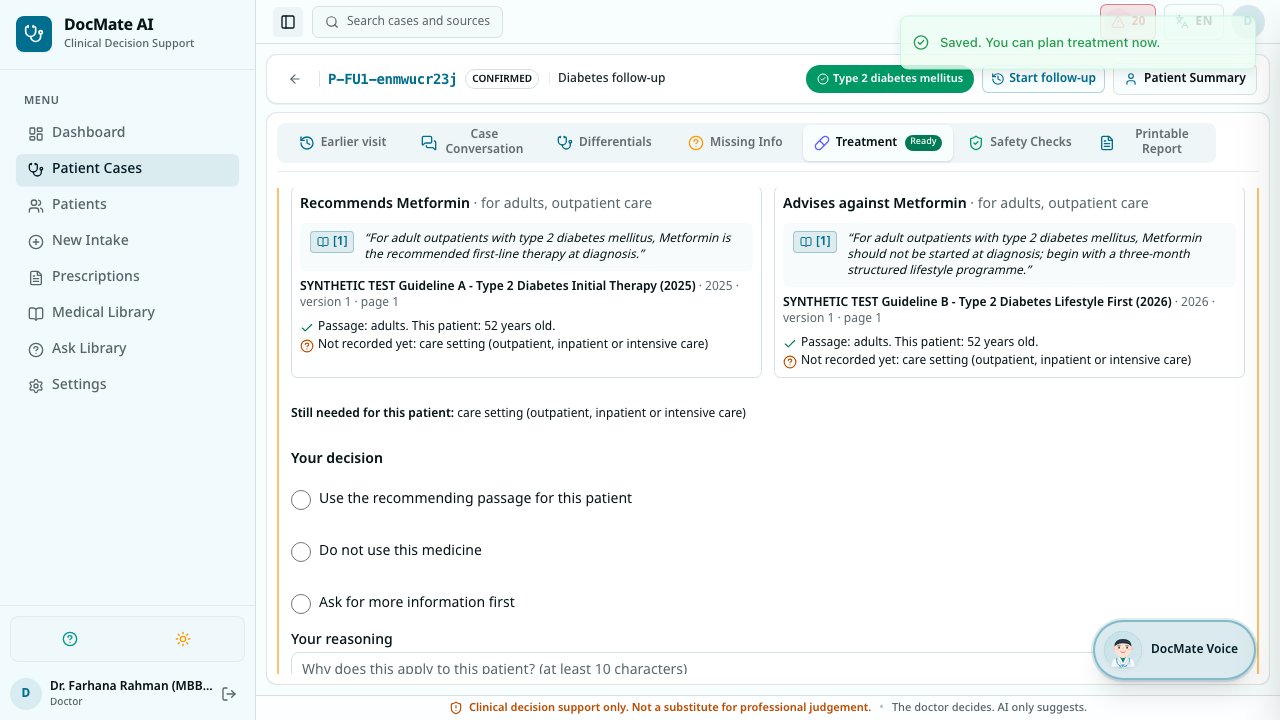 DocMate AI
Clinical Decision Support
MENU
Dashboard
Patient Cases
Patients
New Intake
Prescriptions
Medical Library
Ask Library
Settings
D
Dr. Farhana Rahman (MBB...
Doctor
Search cases and sources
20
EN
D
Saved. You can plan treatment now.
P-FU1-enmwucr23j
CONFIRMED
Diabetes follow-up
Type 2 diabetes mellitus
Start follow-up
Patient Summary
Earlier visit
Case
Conversation
Differentials
Missing Info
Treatment Ready
Safety Checks
Printable
Report
Recommends Metformin · for adults, outpatient care
[1] “For adult outpatients with type 2 diabetes mellitus, Metformin is
the recommended first-line therapy at diagnosis.”
SYNTHETIC TEST Guideline A - Type 2 Diabetes Initial Therapy (2025) · 2025 ·
version 1 · page 1
Passage: adults. This patient: 52 years old.
Not recorded yet: care setting (outpatient, inpatient or intensive care)
Advises against Metformin · for adults, outpatient care
[1] “For adult outpatients with type 2 diabetes mellitus, Metformin
should not be started at diagnosis; begin with a three-month
structured lifestyle programme.”
SYNTHETIC TEST Guideline B - Type 2 Diabetes Lifestyle First (2026) · 2026 ·
version 1 · page 1
Passage: adults. This patient: 52 years old.
Not recorded yet: care setting (outpatient, inpatient or intensive care)
Still needed for this patient: care setting (outpatient, inpatient or intensive care)
Your decision
Use the recommending passage for this patient
Do not use this medicine
Ask for more information first
Your reasoning
Why does this apply to this patient? (at least 10 characters)
DocMate Voice
Clinical decision support only. Not a substitute for professional judgement. • The doctor decides. AI only suggests.